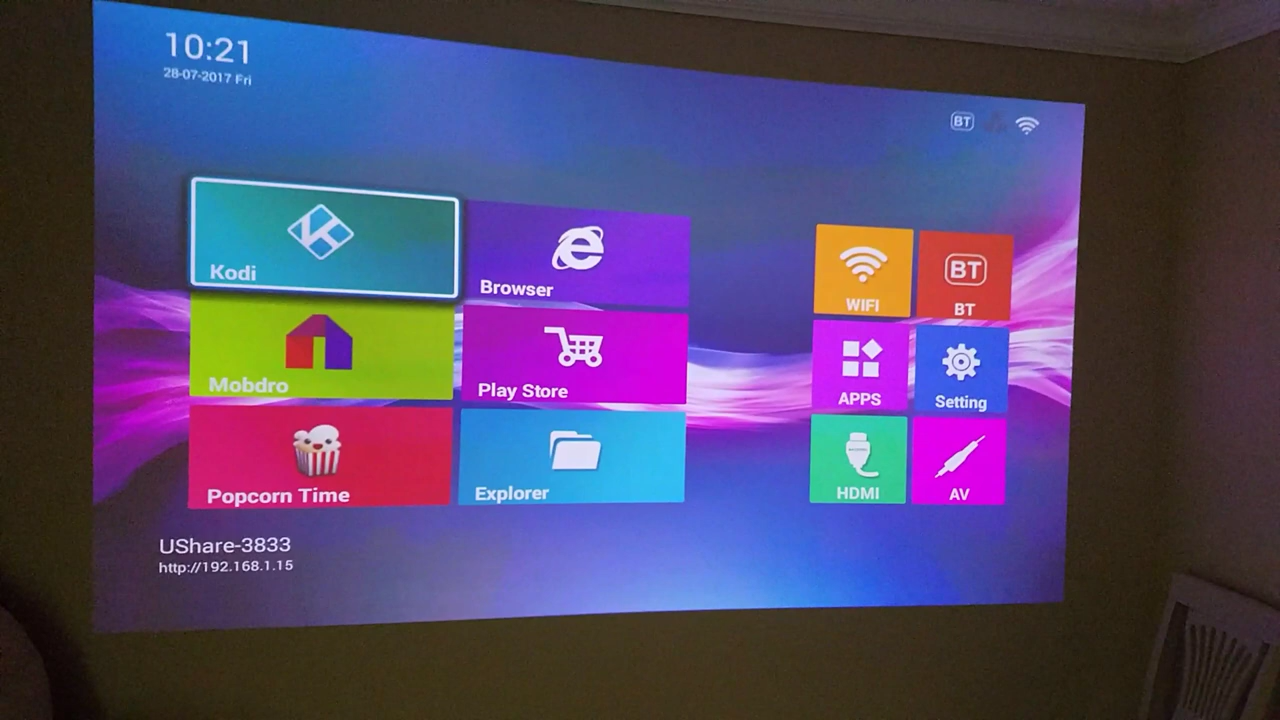 10:21
28-07-2017 Fri
BT
Kodi
Browser
Mobdro
Play Store
Popcorn Time
Explorer
WIFI
BT
BT
APPS
Setting
HDMI
AV
UShare-3833
http://192.168.1.15